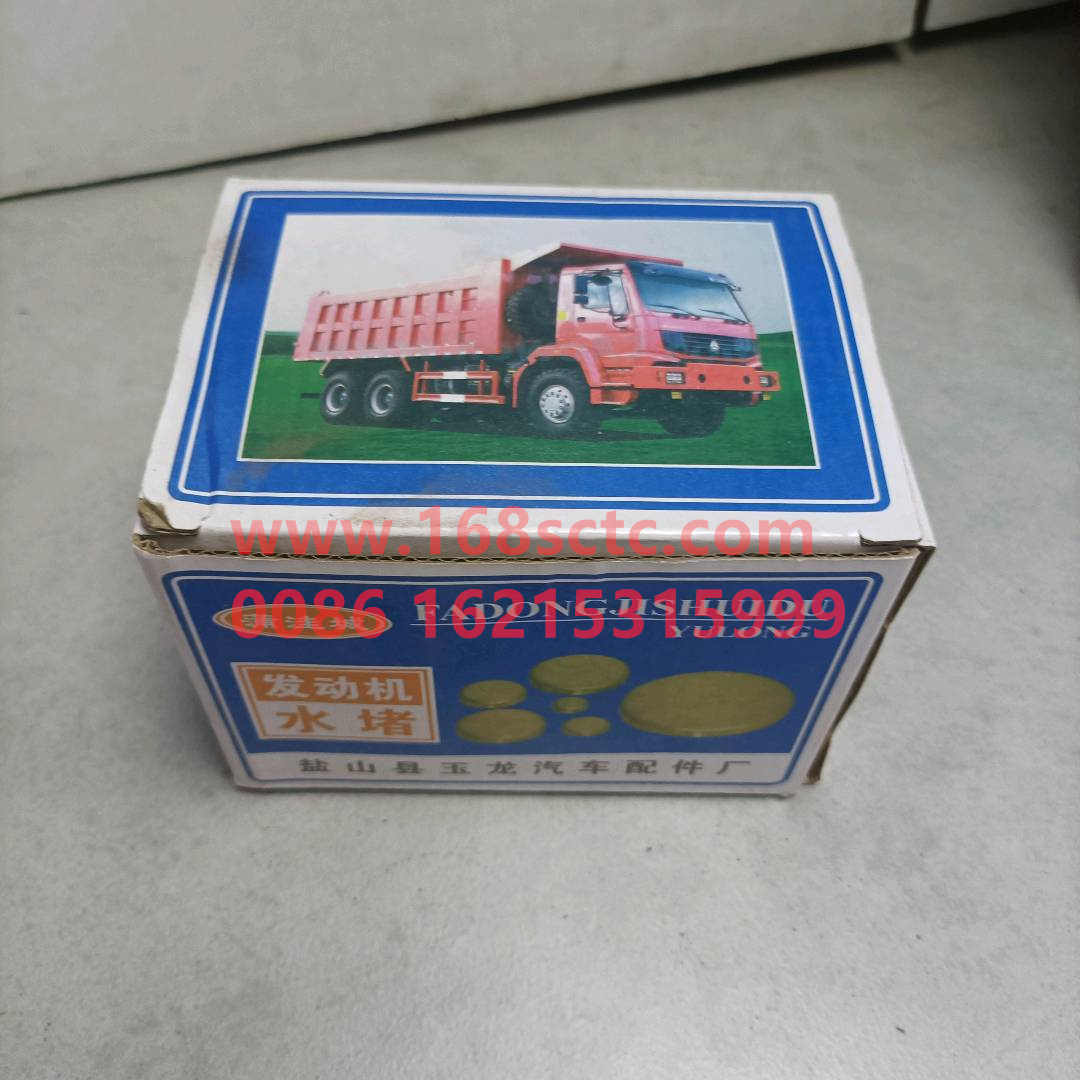 www.168sctc.com
0086 16215315999
FADONGJISHUIDU
YULONG
发动机
水堵
盐山县玉龙汽车配件厂